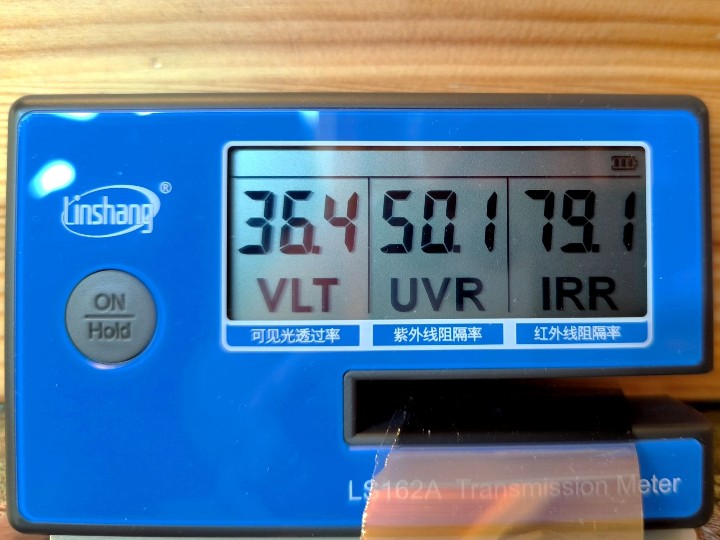 Linshang®
ON
Hold
36.4 50.1 79.1
VLT UVR IRR
可见光透过率 紫外线阻隔率 红外线阻隔率
LS162A Transmission Meter